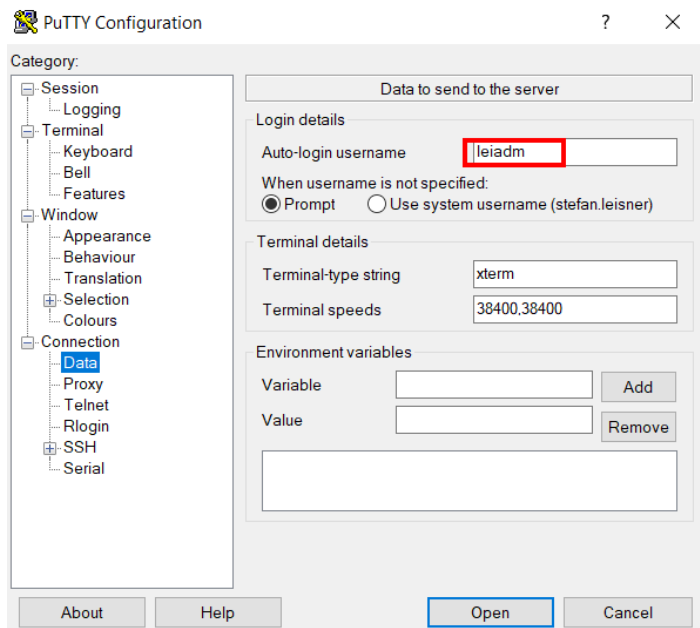 PuTTY Configuration
?
Category:
Session
Logging
Terminal
Keyboard
Bell
Features
Window
Appearance
Behaviour
Translation
Selection
Colours
Connection
Data
Proxy
Telnet
Rlogin
SSH
Serial
Data to send to the server
Login details
Auto-login username leiadm
When username is not specified:
Prompt Use system username (stefan.leisner)
Terminal details
Terminal-type string xterm
Terminal speeds 38400,38400
Environment variables
Variable Add
Value Remove
About Help Open Cancel